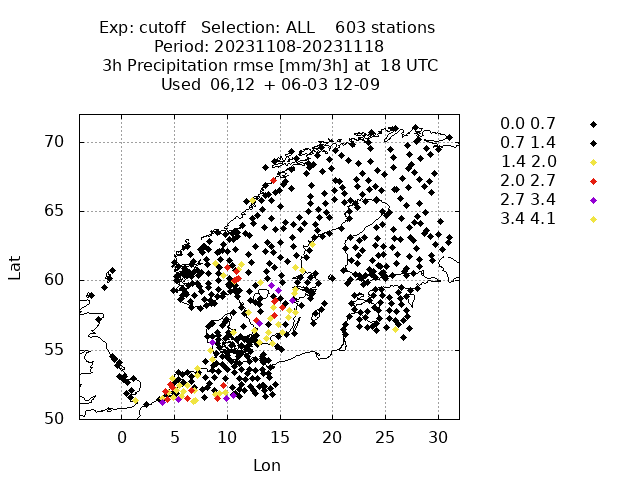 Exp: cutoff Selection: ALL 603 stations
Period: 20231108-20231118
3h Precipitation rmse [mm/3h] at 18 UTC
Used 06,12 + 06-03 12-09
0.0 0.7
0.7 1.4
1.4 2.0
2.0 2.7
2.7 3.4
3.4 4.1
70
65
60
55
50
Lat
0 5 10 15 20 25 30
Lon